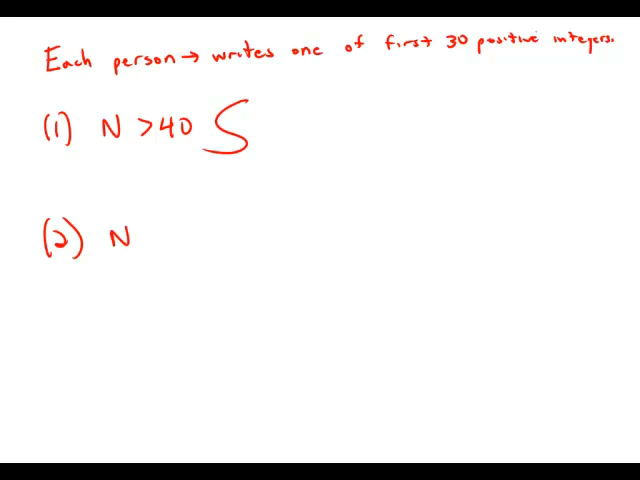 Each person → writes one of first 30 positive integers.
(1) N > 40 S
(2) N